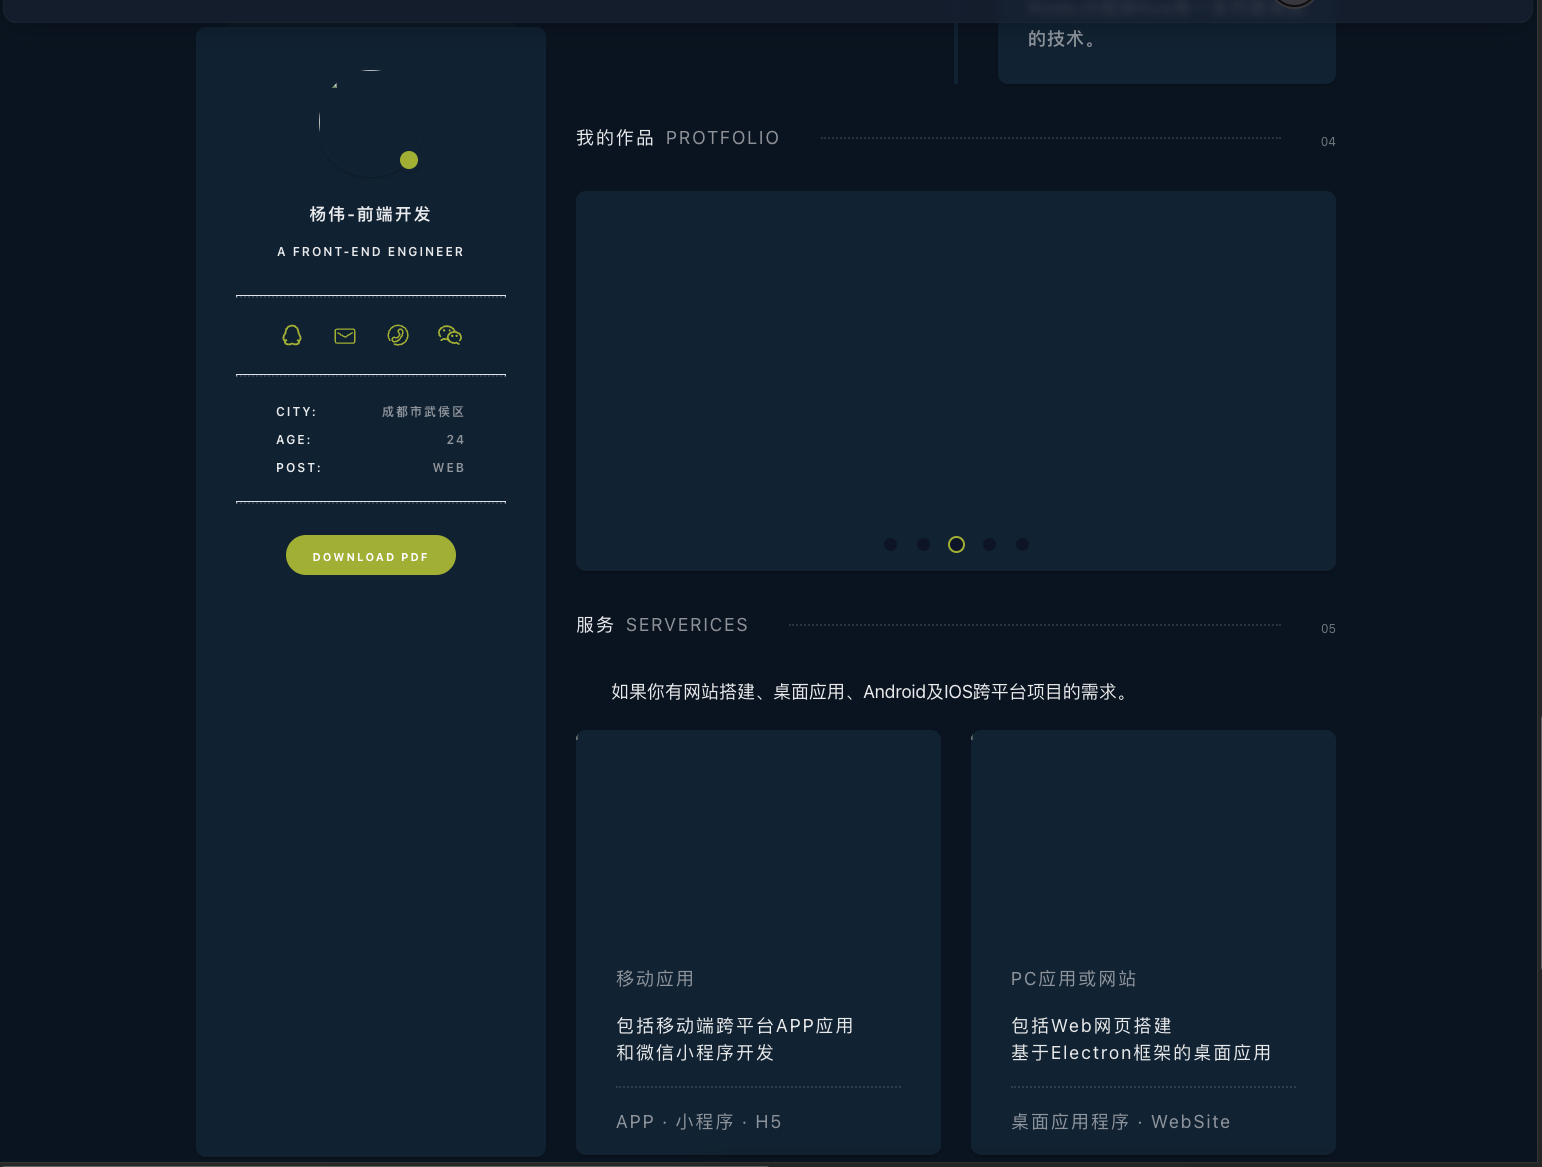 杨伟-前端开发
A FRONT-END ENGINEER
CITY: 成都市武侯区
AGE: 24
POST: WEB
DOWNLOAD PDF
的技术。
我的作品 PROTFOLIO 04
服务 SERVERICES 05
如果你有网站搭建、桌面应用、Android及IOS跨平台项目的需求。
移动应用
包括移动端跨平台APP应用
和微信小程序开发
APP · 小程序 · H5
PC应用或网站
包括Web网页搭建
基于Electron框架的桌面应用
桌面应用程序 · WebSite